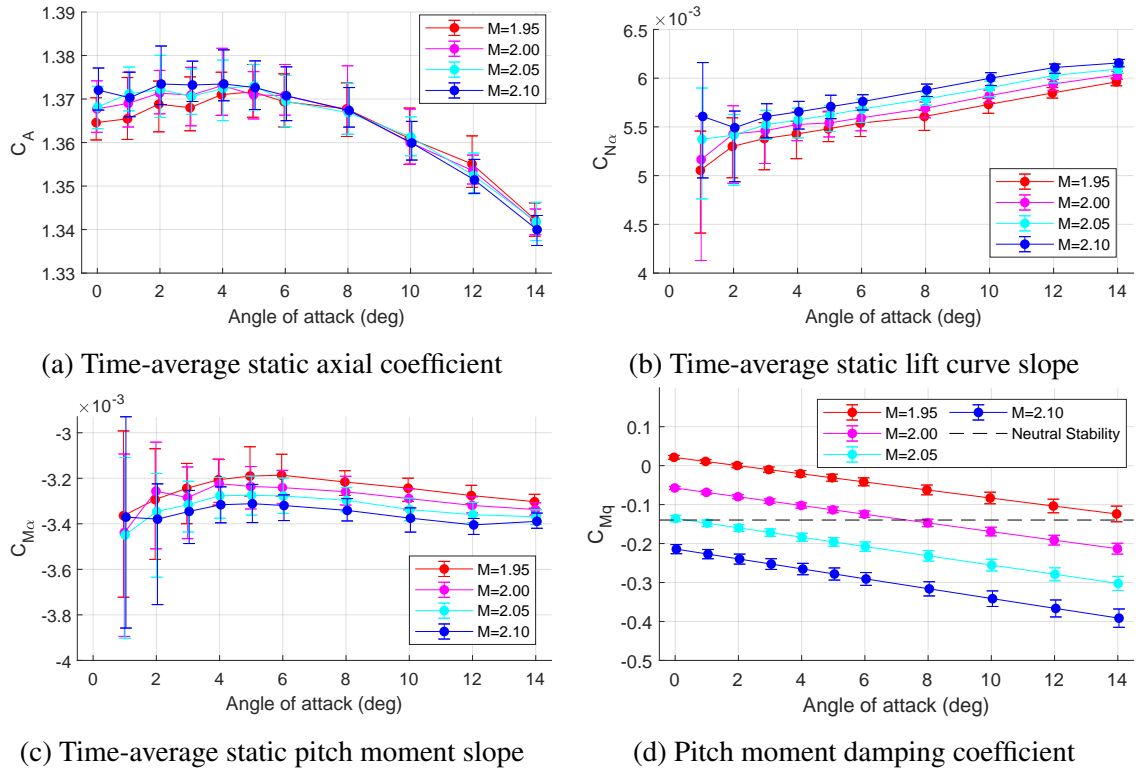 1.39
1.38
1.37
1.36
1.35
1.34
1.33
C_A
0 2 4 6 8 10 12 14
Angle of attack (deg)
M=1.95
M=2.00
M=2.05
M=2.10
(a) Time-average static axial coefficient
×10⁻³
6.5
6
5.5
5
4.5
4
C_Nα
0 2 4 6 8 10 12 14
Angle of attack (deg)
M=1.95
M=2.00
M=2.05
M=2.10
(b) Time-average static lift curve slope
×10⁻³
-3
-3.2
-3.4
-3.6
-3.8
-4
C_Mα
0 2 4 6 8 10 12 14
Angle of attack (deg)
M=1.95
M=2.00
M=2.05
M=2.10
(c) Time-average static pitch moment slope
0.1
0
-0.1
-0.2
-0.3
-0.4
-0.5
C_Mq
0 2 4 6 8 10 12 14
Angle of attack (deg)
M=1.95
M=2.00
M=2.05
M=2.10
Neutral Stability
(d) Pitch moment damping coefficient